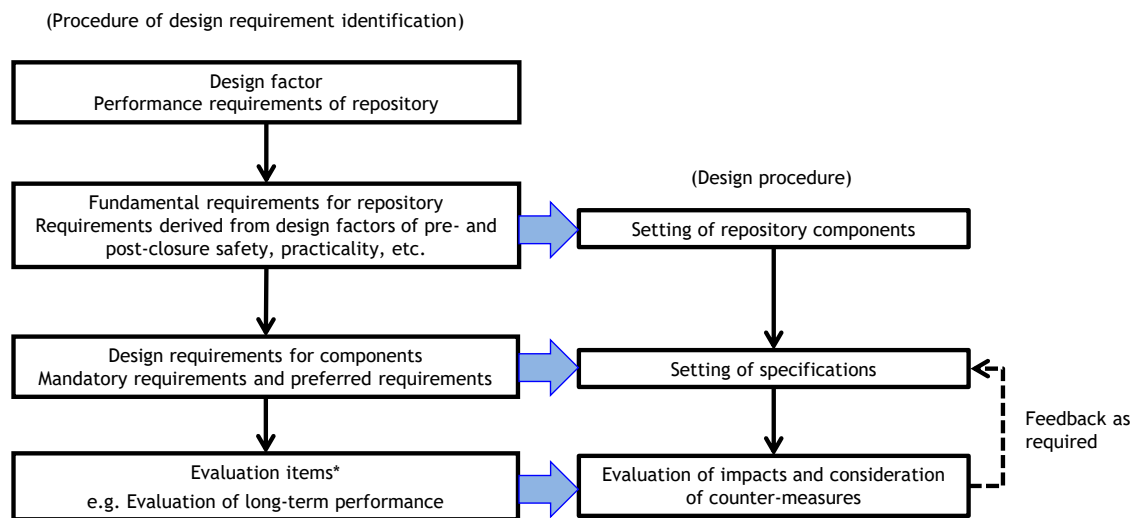 (Procedure of design requirement identification)
Design factor
Performance requirements of repository
Fundamental requirements for repository
Requirements derived from design factors of pre- and
post-closure safety, practicality, etc.
(Design procedure)
Setting of repository components
Design requirements for components
Mandatory requirements and preferred requirements
Setting of specifications
Feedback as
required
Evaluation items*
e.g. Evaluation of long-term performance
Evaluation of impacts and consideration
of counter-measures